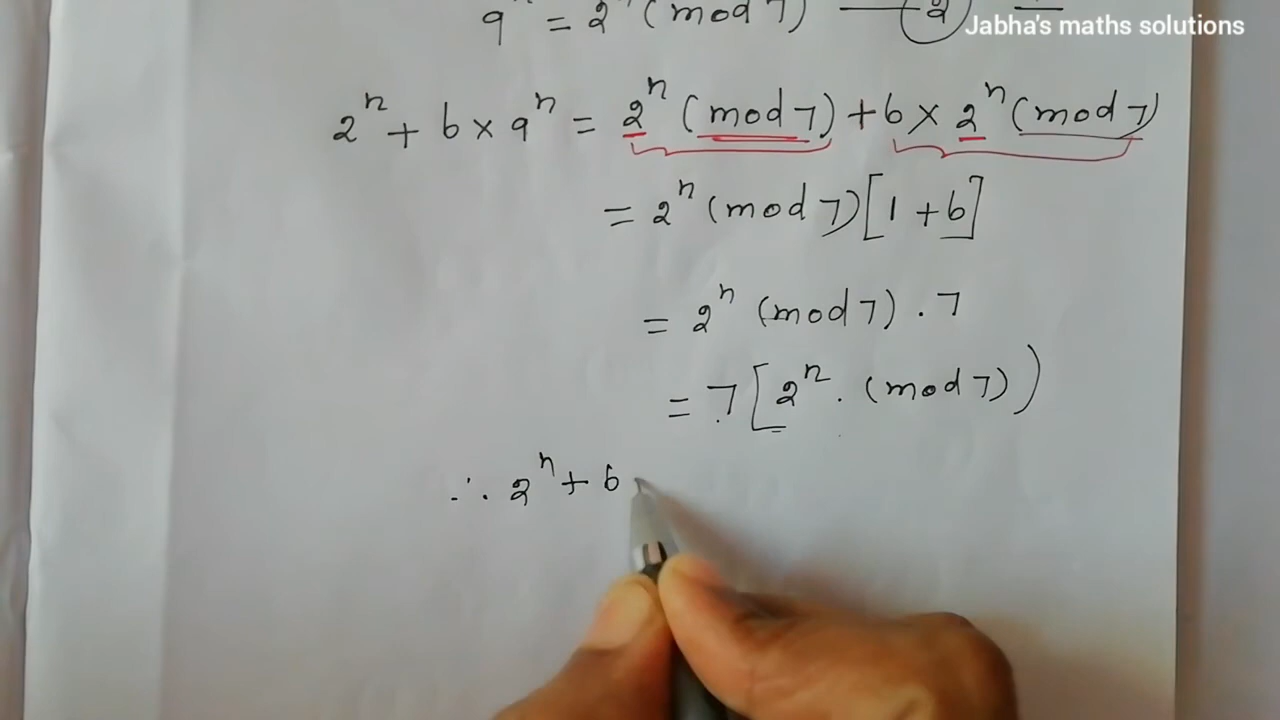 9ⁿ = 2ⁿ (mod 7) — 2
Jabha's maths solutions
2ⁿ + 6 × 9ⁿ = 2ⁿ (mod 7) + 6 × 2ⁿ (mod 7)
= 2ⁿ (mod 7) [1 + 6]
= 2ⁿ (mod 7) . 7
= 7 [2ⁿ . (mod 7))
∴ 2ⁿ + 6